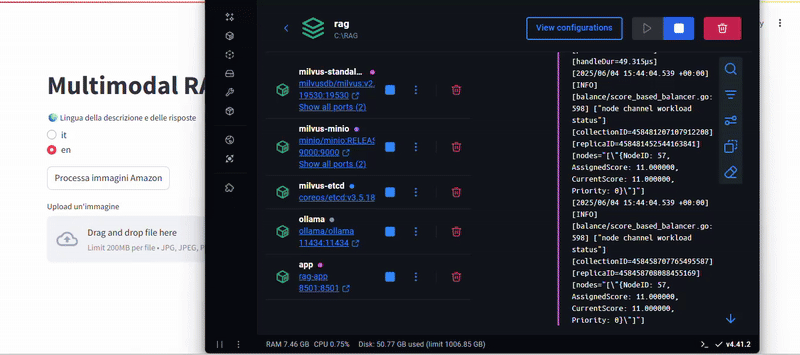 Multimodal RA
Lingua della descrizione e delle risposte
it
en
Processa immagini Amazon
Upload un'immagine
Drag and drop file here
Limit 200MB per file • JPG, JPEG, P
rag
C:\RAG
View configurations
milvus-standal...
milvusdb/milvus:v2.
19530:19530
Show all ports (2)
milvus-minio
minio/minio:RELEAS
9000:9000
Show all ports (2)
milvus-etcd
coreos/etcd:v3.5.18
ollama
ollama/ollama
11434:11434
app
rag-app
8501:8501
[handleDur=49.315µs]
[2025/06/04 15:44:04.539 +00:00]
[INFO]
[balance/score_based_balancer.go:
598] ["node channel workload
status"]
[collectionID=458481207107912208]
[replicaID=458481452544163841]
[nodes="[\"{NodeID: 57,
AssignedScore: 11.000000,
CurrentScore: 11.000000,
Priority: 0}\"]"]
[2025/06/04 15:44:04.539 +00:00]
[INFO]
[balance/score_based_balancer.go:
598] ["node channel workload
status"]
[collectionID=458458707765495587]
[replicaID=458458708088455169]
[nodes="[\"{NodeID: 57,
AssignedScore: 11.000000,
CurrentScore: 11.000000,
Priority: 0}\"]"]
RAM 7.46 GB CPU 0.75% Disk: 50.77 GB used (limit 1006.85 GB)
v4.41.2